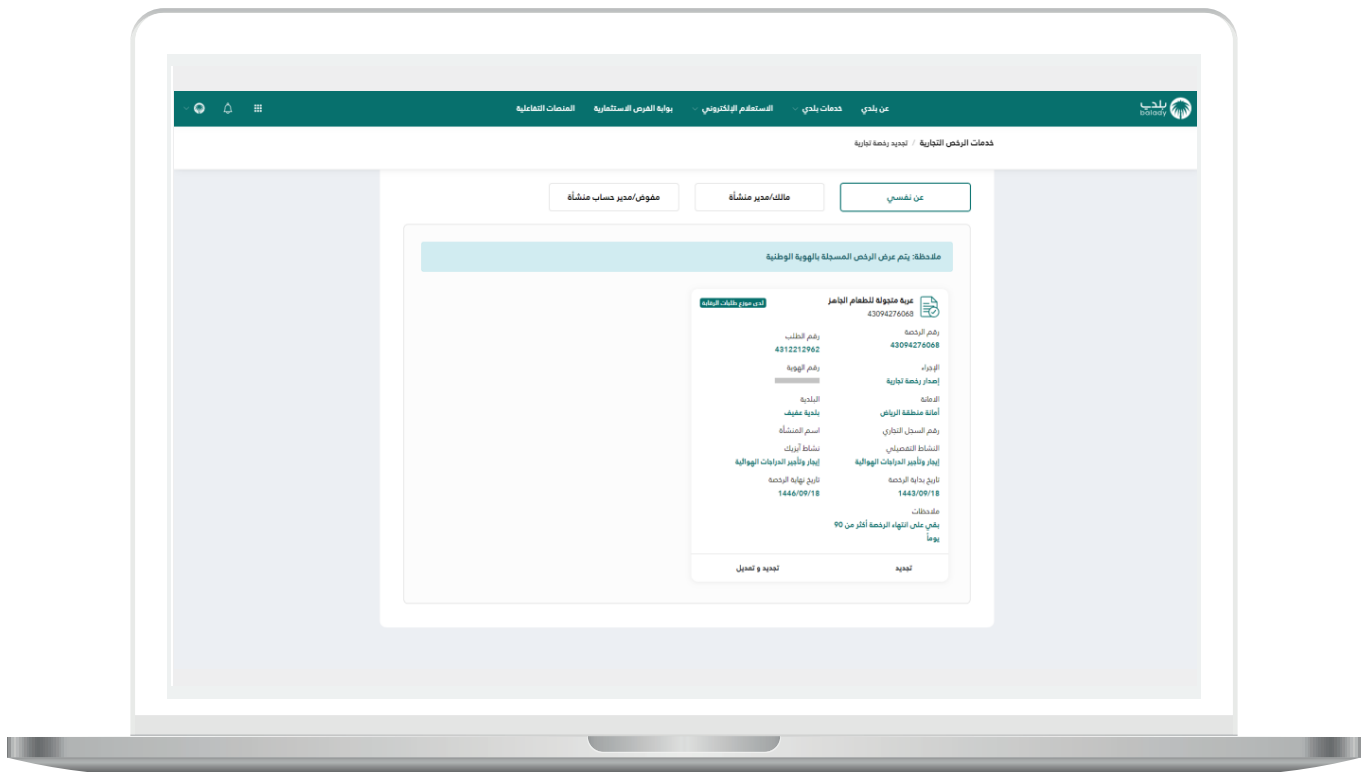 بلدي
balady
عن بلدي
خدمات بلدي
الاستعلام الإلكتروني
بوابة الفرص الاستثمارية
المنصات التفاعلية
خدمات الرخص التجارية / تجديد رخصة تجارية
عن نفسي
مالك/مدير منشأة
مفوض/مدير حساب منشأة
ملاحظة: يتم عرض الرخص المسجلة بالهوية الوطنية
عربة متجولة للطعام الجاهز
43094276068
لدى موزع طلبات الرقابة
رقم الرخصة
43094276068
رقم الطلب
4312212962
الإجراء
إصدار رخصة تجارية
رقم الهوية
الامانة
أمانة منطقة الرياض
البلدية
بلدية عفيف
رقم السجل التجاري
اسم المنشأة
النشاط التفصيلي
إيجار وتأجير الدراجات الهوائية
نشاط آيزيك
إيجار وتأجير الدراجات الهوائية
تاريخ بداية الرخصة
1443/09/18
تاريخ نهاية الرخصة
1446/09/18
ملاحظات
بقي على انتهاء الرخصة أكثر من 90
يوماً
تجديد
تجديد و تعديل